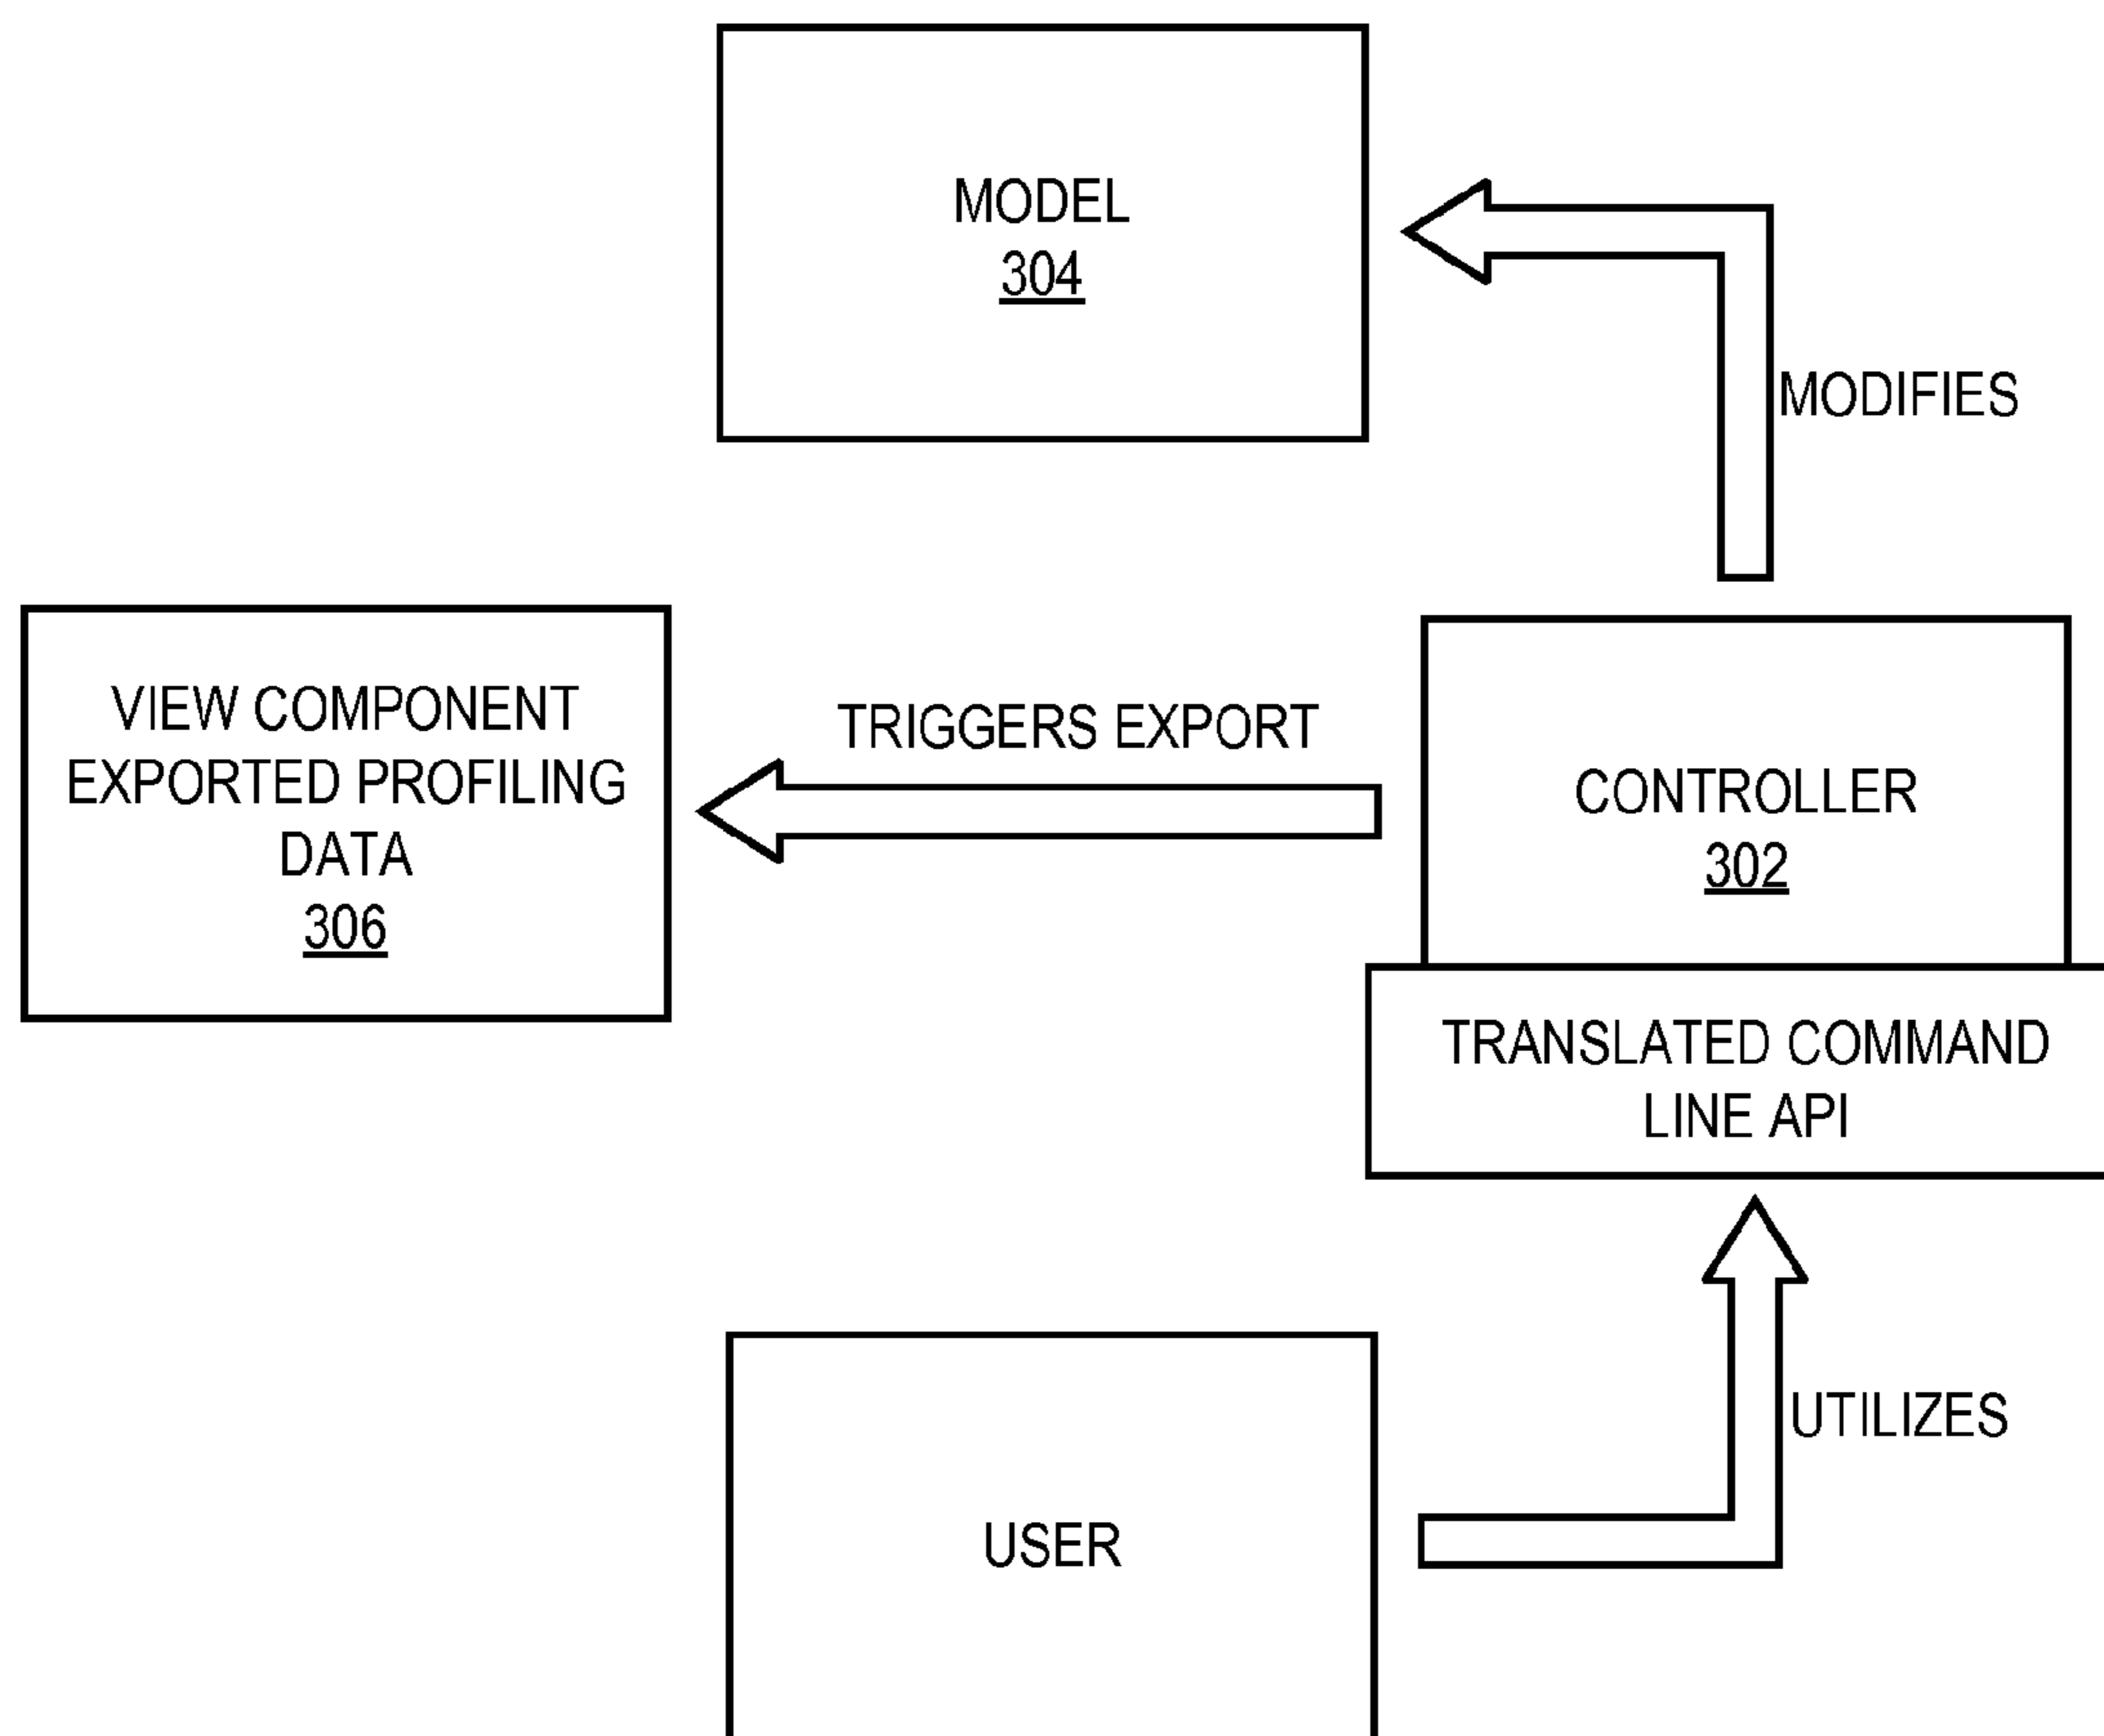 MODEL
304
MODIFIES
VIEW COMPONENT
EXPORTED PROFILING
DATA
306
TRIGGERS EXPORT
CONTROLLER
302
TRANSLATED COMMAND
LINE API
UTILIZES
USER